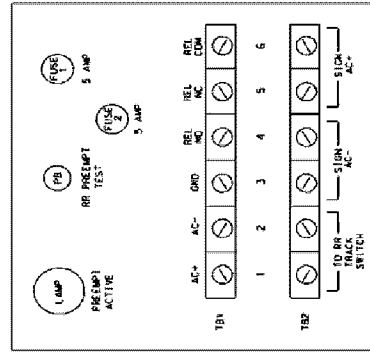 LAMP
PB
FUSE
1
PREEMPT
ACTIVE
RR PREEMPT
TEST
5 AMP
FUSE
2
5 AMP
AC+
AC-
GRD
REL
NO
REL
NC
REL
COM
TB1
1 2 3 4 5 6
TB2
TO RR
TRACK
SWITCH
SIGN
AC-
SIGN
AC+